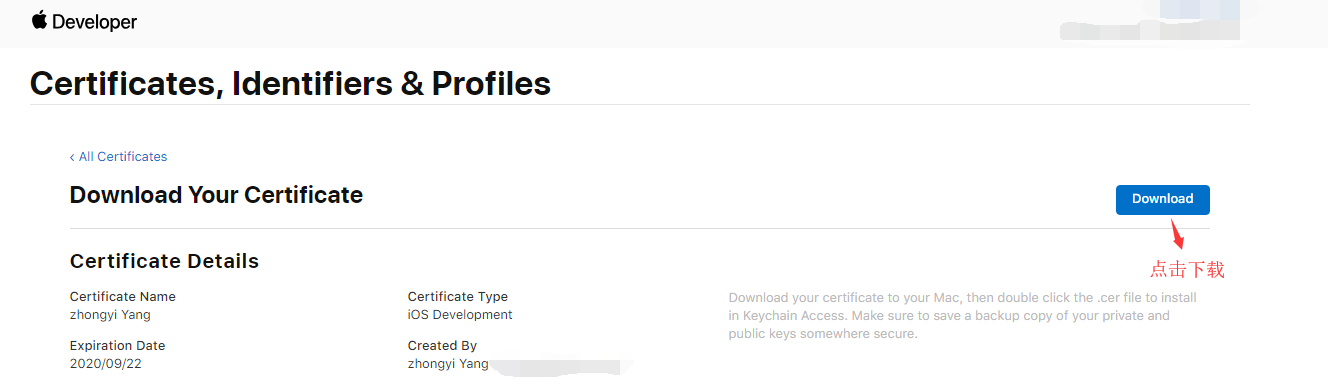 Developer
Certificates, Identifiers & Profiles
‹ All Certificates
Download Your Certificate
Download
点击下载
Certificate Details
Certificate Name
zhongyi Yang
Certificate Type
iOS Development
Download your certificate to your Mac, then double click the .cer file to install
in Keychain Access. Make sure to save a backup copy of your private and
public keys somewhere secure.
Expiration Date
2020/09/22
Created By
zhongyi Yang